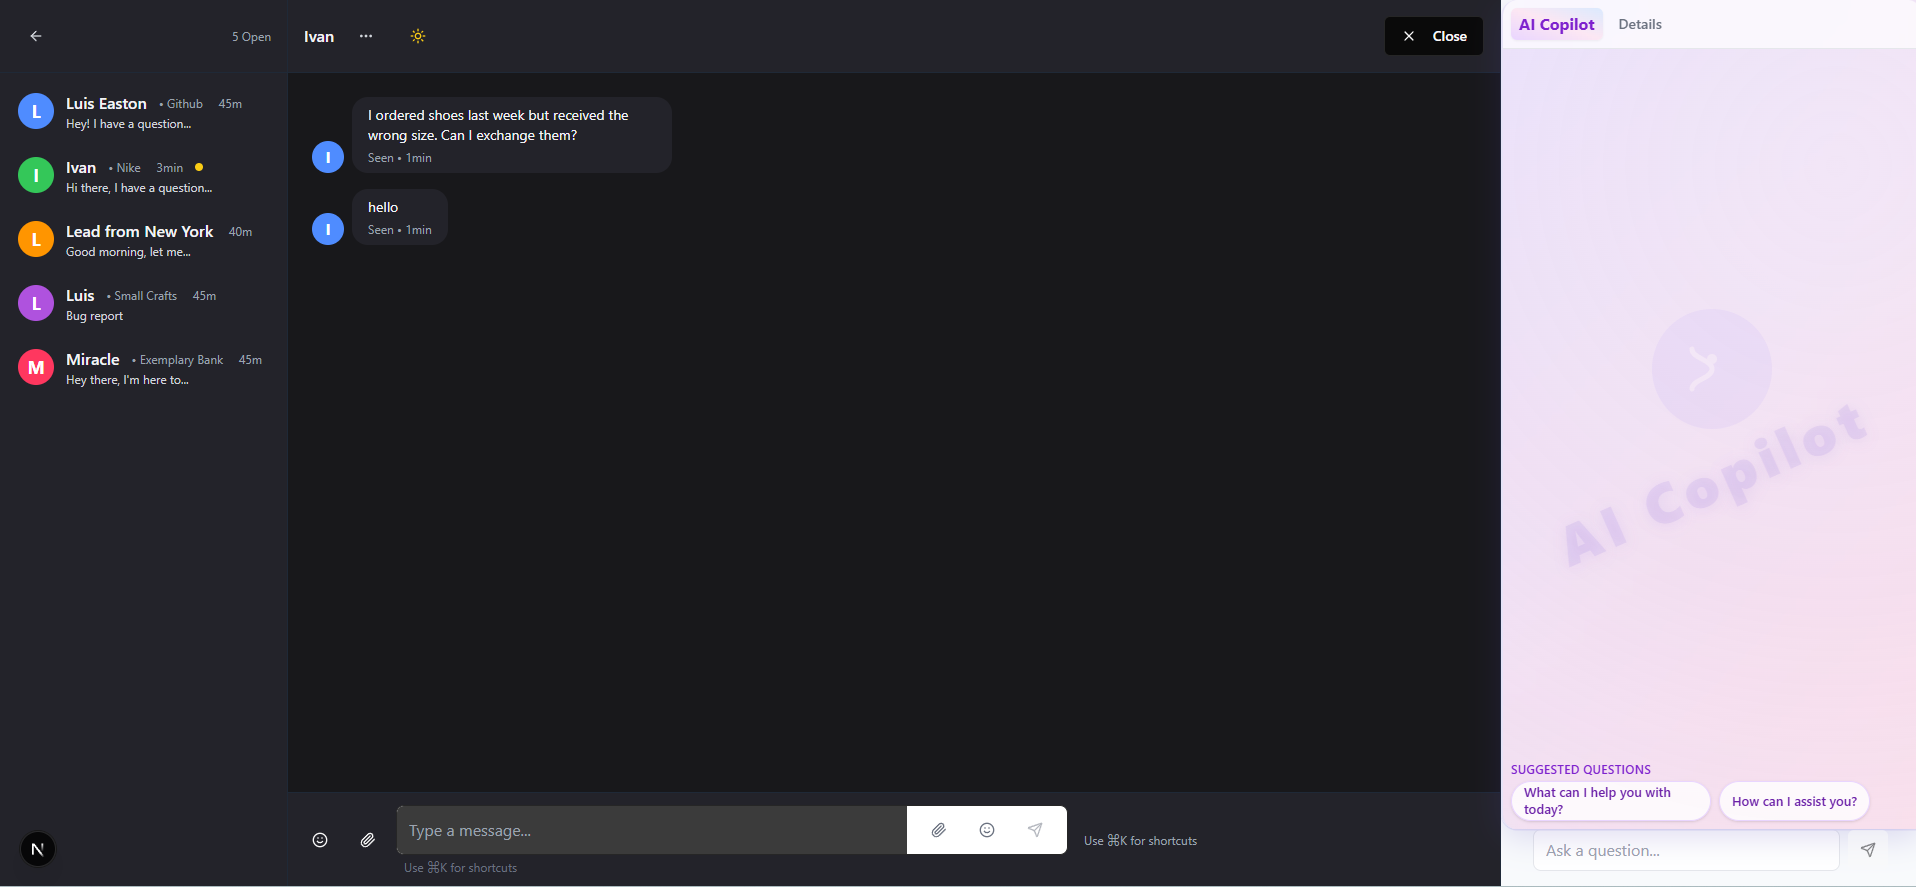 5 Open
Luis Easton • Github 45m
Hey! I have a question...
I
Ivan • Nike 3min
Hi there, I have a question...
L
Lead from New York 40m
Good morning, let me...
L
Luis • Small Crafts 45m
Bug report
L
Miracle • Exemplary Bank 45m
Hey there, I'm here to...
M
N
Ivan
Close
I ordered shoes last week but received the
wrong size. Can I exchange them?
Seen • 1min
I
hello
Seen • 1min
I
Type a message...
Use ⌘K for shortcuts
Use ⌘K for shortcuts
AI Copilot
Details
AI Copilot
SUGGESTED QUESTIONS
What can I help you with
today?
How can I assist you?
Ask a question...